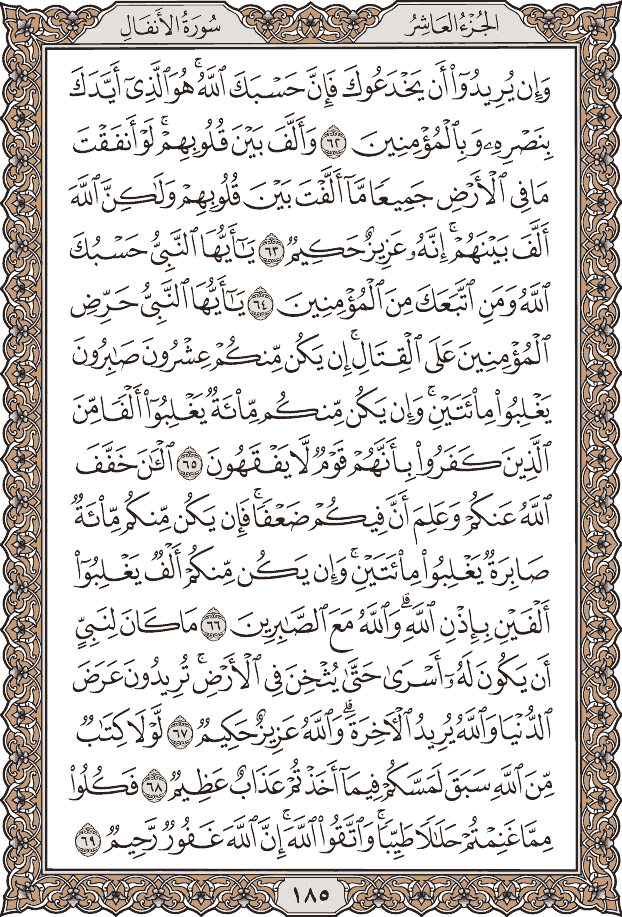 الجُزْءُ العَاشِرُ
سُورَةُ الأَنفَالِ
وَإِن يُرِيدُوٓا۟ أَن يَخْدَعُوكَ فَإِنَّ حَسْبَكَ ٱللَّهُ ۚ هُوَ ٱلَّذِىٓ أَيَّدَكَ
بِنَصْرِهِۦ وَبِٱلْمُؤْمِنِينَ ٦٢ وَأَلَّفَ بَيْنَ قُلُوبِهِمْ ۚ لَوْ أَنفَقْتَ
مَا فِى ٱلْأَرْضِ جَمِيعًا مَّآ أَلَّفْتَ بَيْنَ قُلُوبِهِمْ وَلَٰكِنَّ ٱللَّهَ
أَلَّفَ بَيْنَهُمْ ۚ إِنَّهُۥ عَزِيزٌ حَكِيمٌ ٦٣ يَٰٓأَيُّهَا ٱلنَّبِىُّ حَسْبُكَ
ٱللَّهُ وَمَنِ ٱتَّبَعَكَ مِنَ ٱلْمُؤْمِنِينَ ٦٤ يَٰٓأَيُّهَا ٱلنَّبِىُّ حَرِّضِ
ٱلْمُؤْمِنِينَ عَلَى ٱلْقِتَالِ ۚ إِن يَكُن مِّنكُمْ عِشْرُونَ صَٰبِرُونَ
يَغْلِبُوا۟ مِا۟ئَتَيْنِ ۚ وَإِن يَكُن مِّنكُم مِّا۟ئَةٌ يَغْلِبُوٓا۟ أَلْفًا مِّنَ
ٱلَّذِينَ كَفَرُوا۟ بِأَنَّهُمْ قَوْمٌ لَّا يَفْقَهُونَ ٦٥ ٱلْـَٰٔنَ خَفَّفَ
ٱللَّهُ عَنكُمْ وَعَلِمَ أَنَّ فِيكُمْ ضَعْفًا ۚ فَإِن يَكُن مِّنكُم مِّا۟ئَةٌ
صَابِرَةٌ يَغْلِبُوا۟ مِا۟ئَتَيْنِ ۚ وَإِن يَكُن مِّنكُمْ أَلْفٌ يَغْلِبُوٓا۟
أَلْفَيْنِ بِإِذْنِ ٱللَّهِ ۗ وَٱللَّهُ مَعَ ٱلصَّٰبِرِينَ ٦٦ مَا كَانَ لِنَبِىٍّ
أَن يَكُونَ لَهُۥٓ أَسْرَىٰ حَتَّىٰ يُثْخِنَ فِى ٱلْأَرْضِ ۚ تُرِيدُونَ عَرَضَ
ٱلدُّنْيَا وَٱللَّهُ يُرِيدُ ٱلْءَاخِرَةَ ۗ وَٱللَّهُ عَزِيزٌ حَكِيمٌ ٦٧ لَّوْلَا كِتَٰبٌ
مِّنَ ٱللَّهِ سَبَقَ لَمَسَّكُمْ فِيمَآ أَخَذْتُمْ عَذَابٌ عَظِيمٌ ٦٨ فَكُلُوا۟
مِمَّا غَنِمْتُمْ حَلَٰلًا طَيِّبًا ۚ وَٱتَّقُوا۟ ٱللَّهَ ۚ إِنَّ ٱللَّهَ غَفُورٌ رَّحِيمٌ ٦٩
١٨٥